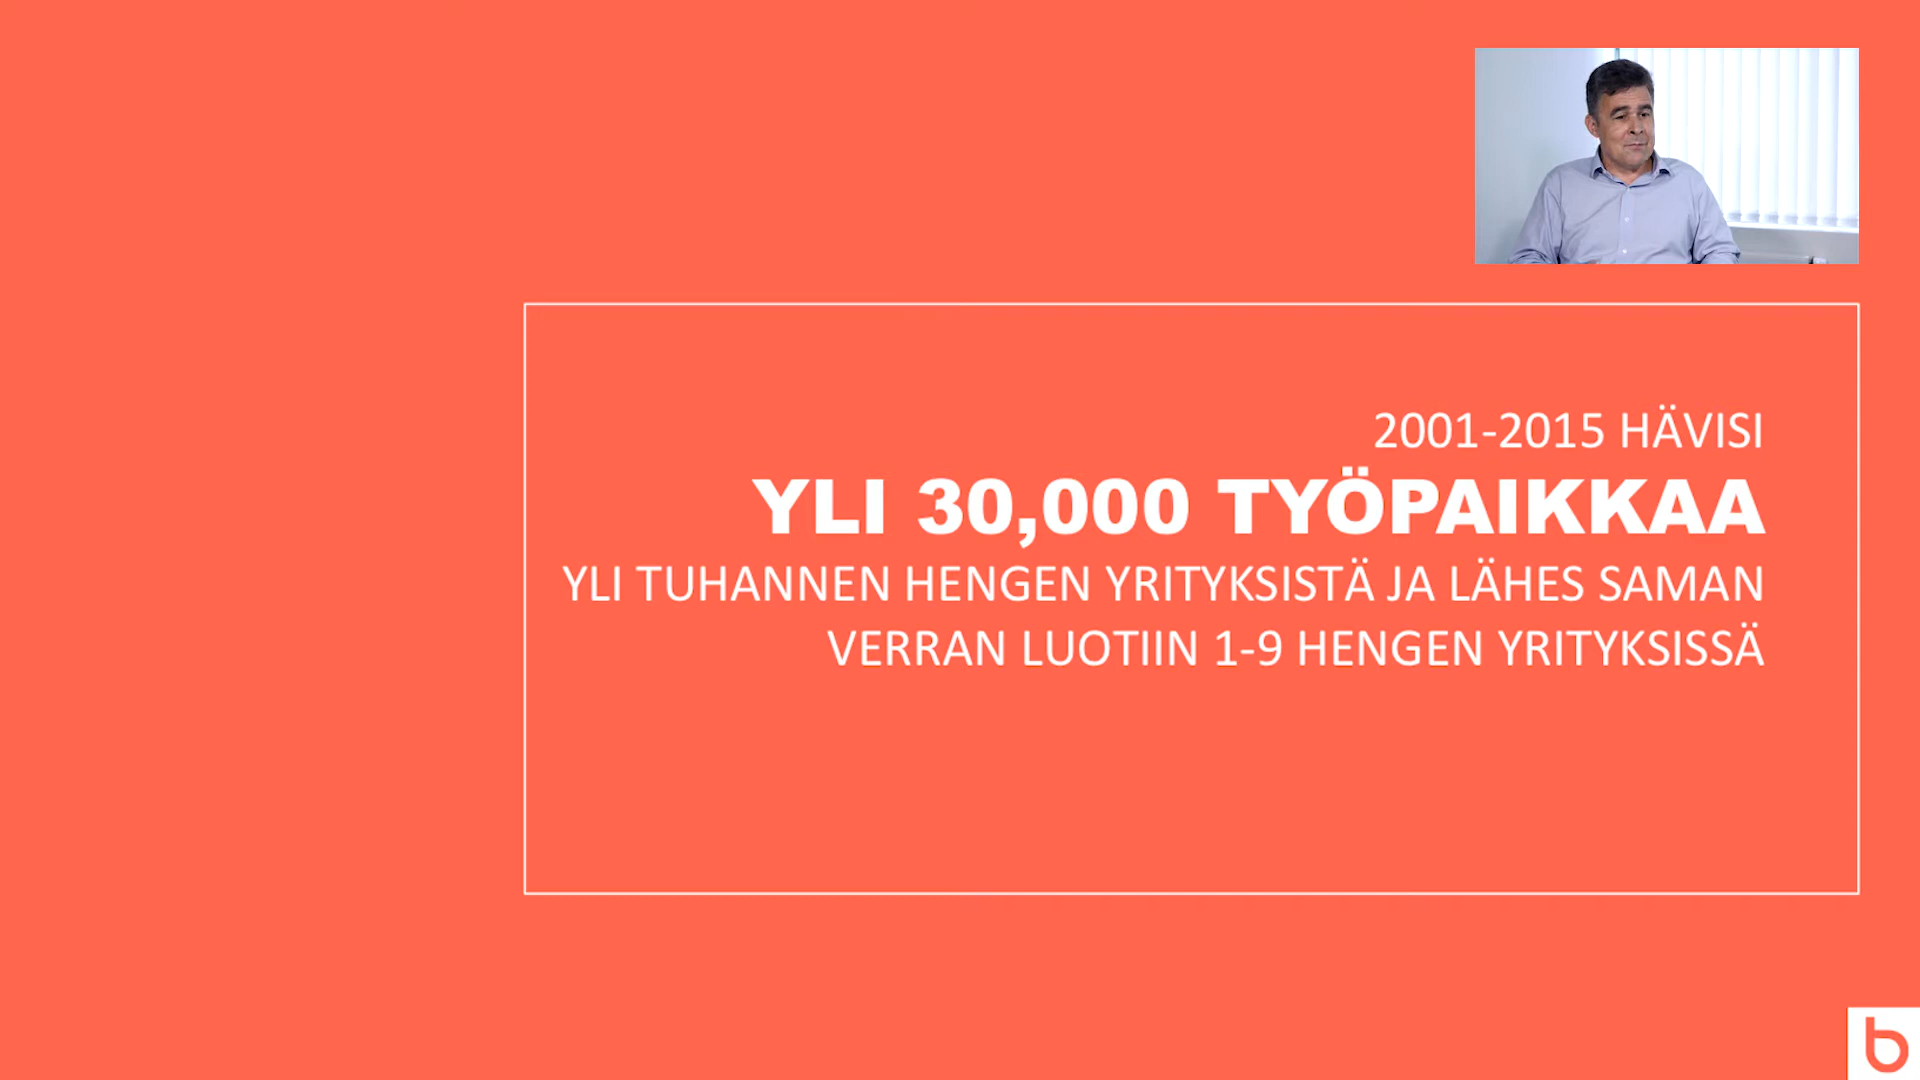 2001-2015 HÄVISI
YLI 30,000 TYÖPAIKKAA
YLI TUHANNEN HENGEN YRITYKSISTÄ JA LÄHES SAMAN
VERRAN LUOTIIN 1-9 HENGEN YRITYKSISSÄ
b